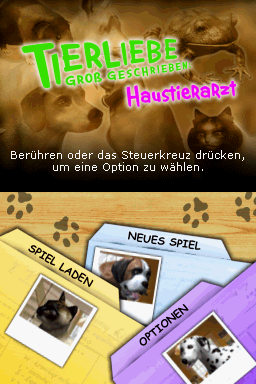 TIERLIEBE
GROß GESCHRIEBEN
HAUSTIERARZT
Berühren oder das Steuerkreuz drücken,
um eine Option zu wählen.
NEUES SPIEL
SPIEL LADEN
OPTIONEN